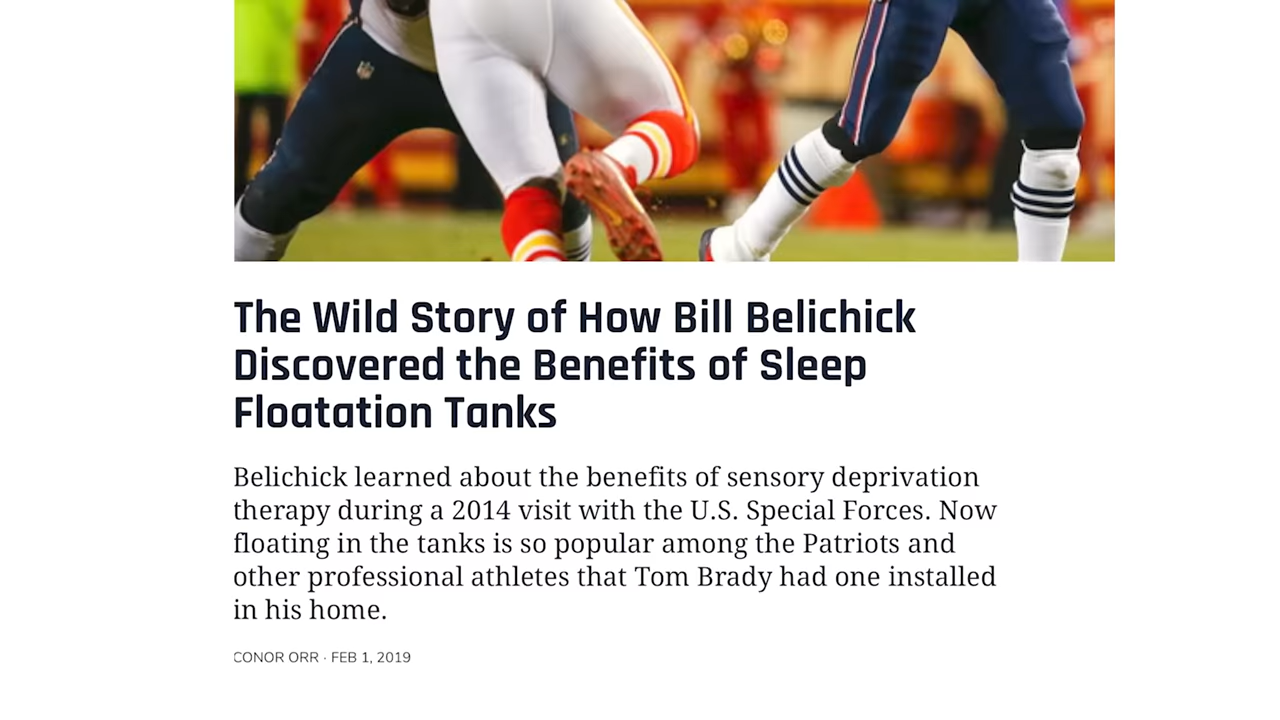 The Wild Story of How Bill Belichick
Discovered the Benefits of Sleep
Floatation Tanks
Belichick learned about the benefits of sensory deprivation
therapy during a 2014 visit with the U.S. Special Forces. Now
floating in the tanks is so popular among the Patriots and
other professional athletes that Tom Brady had one installed
in his home.
CONOR ORR · FEB 1, 2019